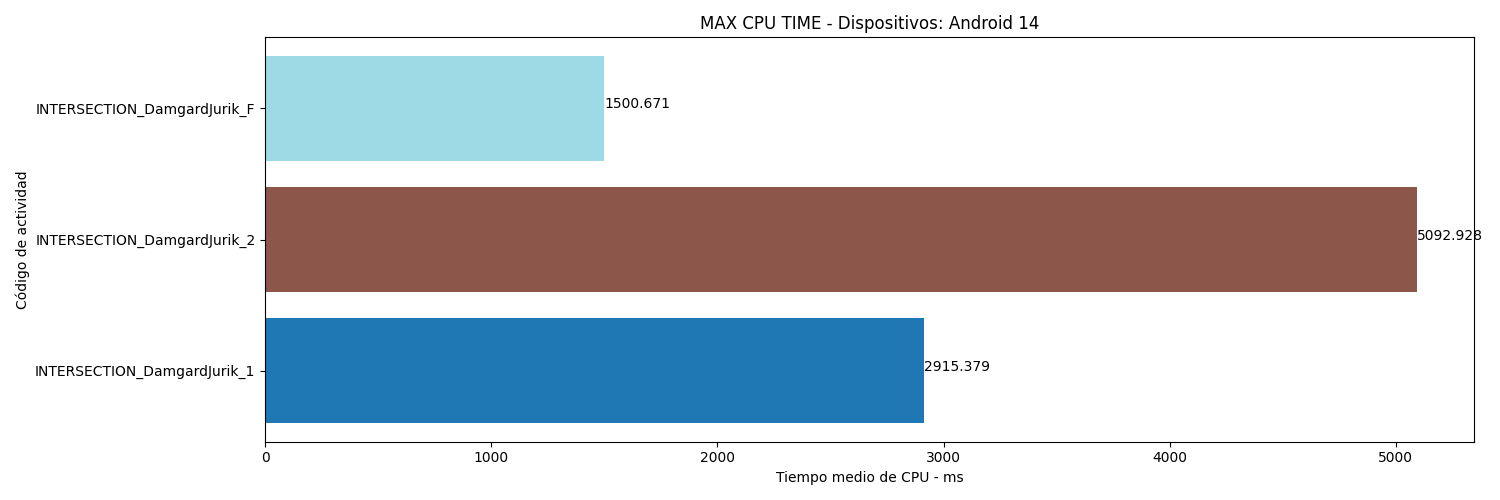 MAX CPU TIME - Dispositivos: Android 14
Código de actividad
INTERSECTION_DamgardJurik_F
1500.671
INTERSECTION_DamgardJurik_2
5092.928
INTERSECTION_DamgardJurik_1
2915.379
0 1000 2000 3000 4000 5000
Tiempo medio de CPU - ms